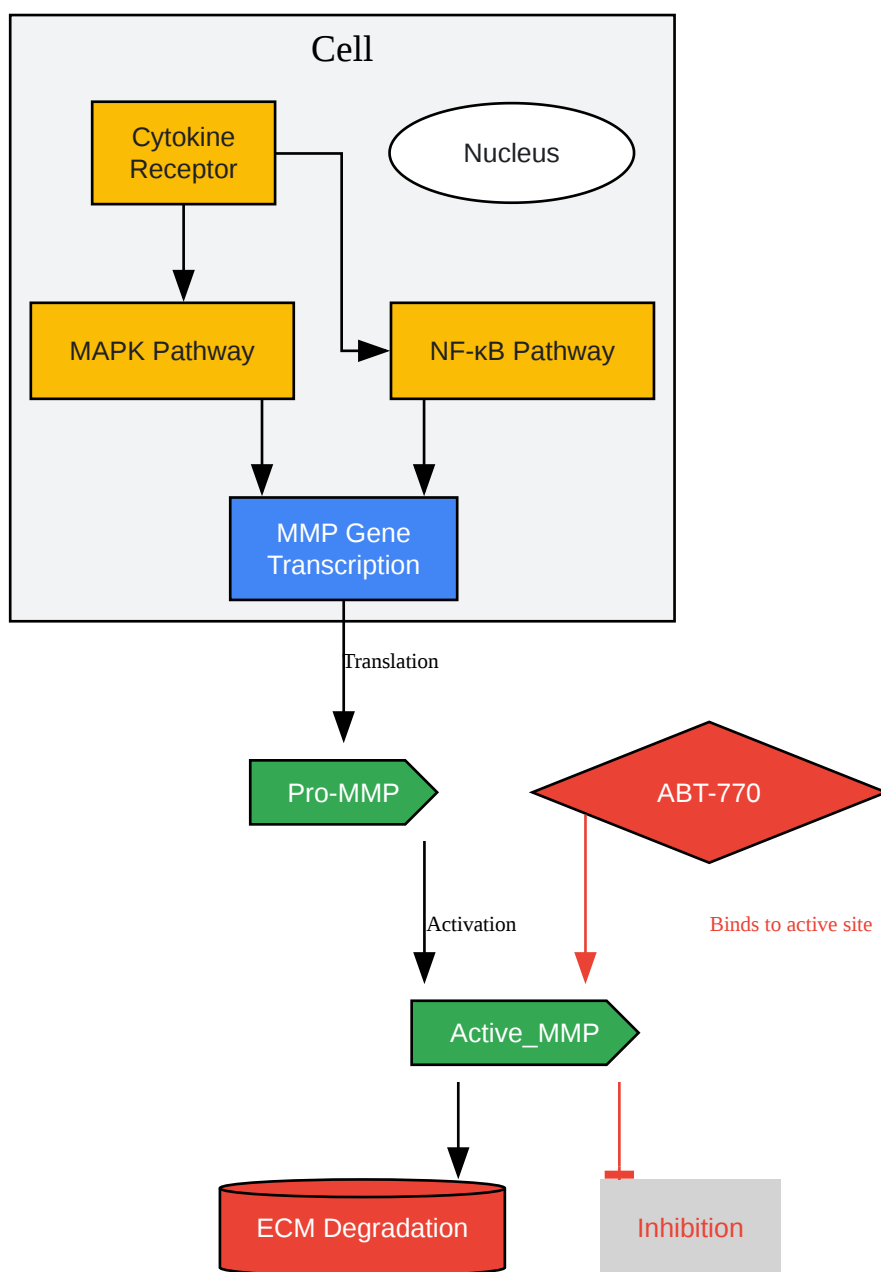 Cell
Cytokine
Receptor
Nucleus
MAPK Pathway
NF-κB Pathway
MMP Gene
Transcription
Translation
Pro-MMP
ABT-770
Activation
Binds to active site
Active_MMP
ECM Degradation
Inhibition